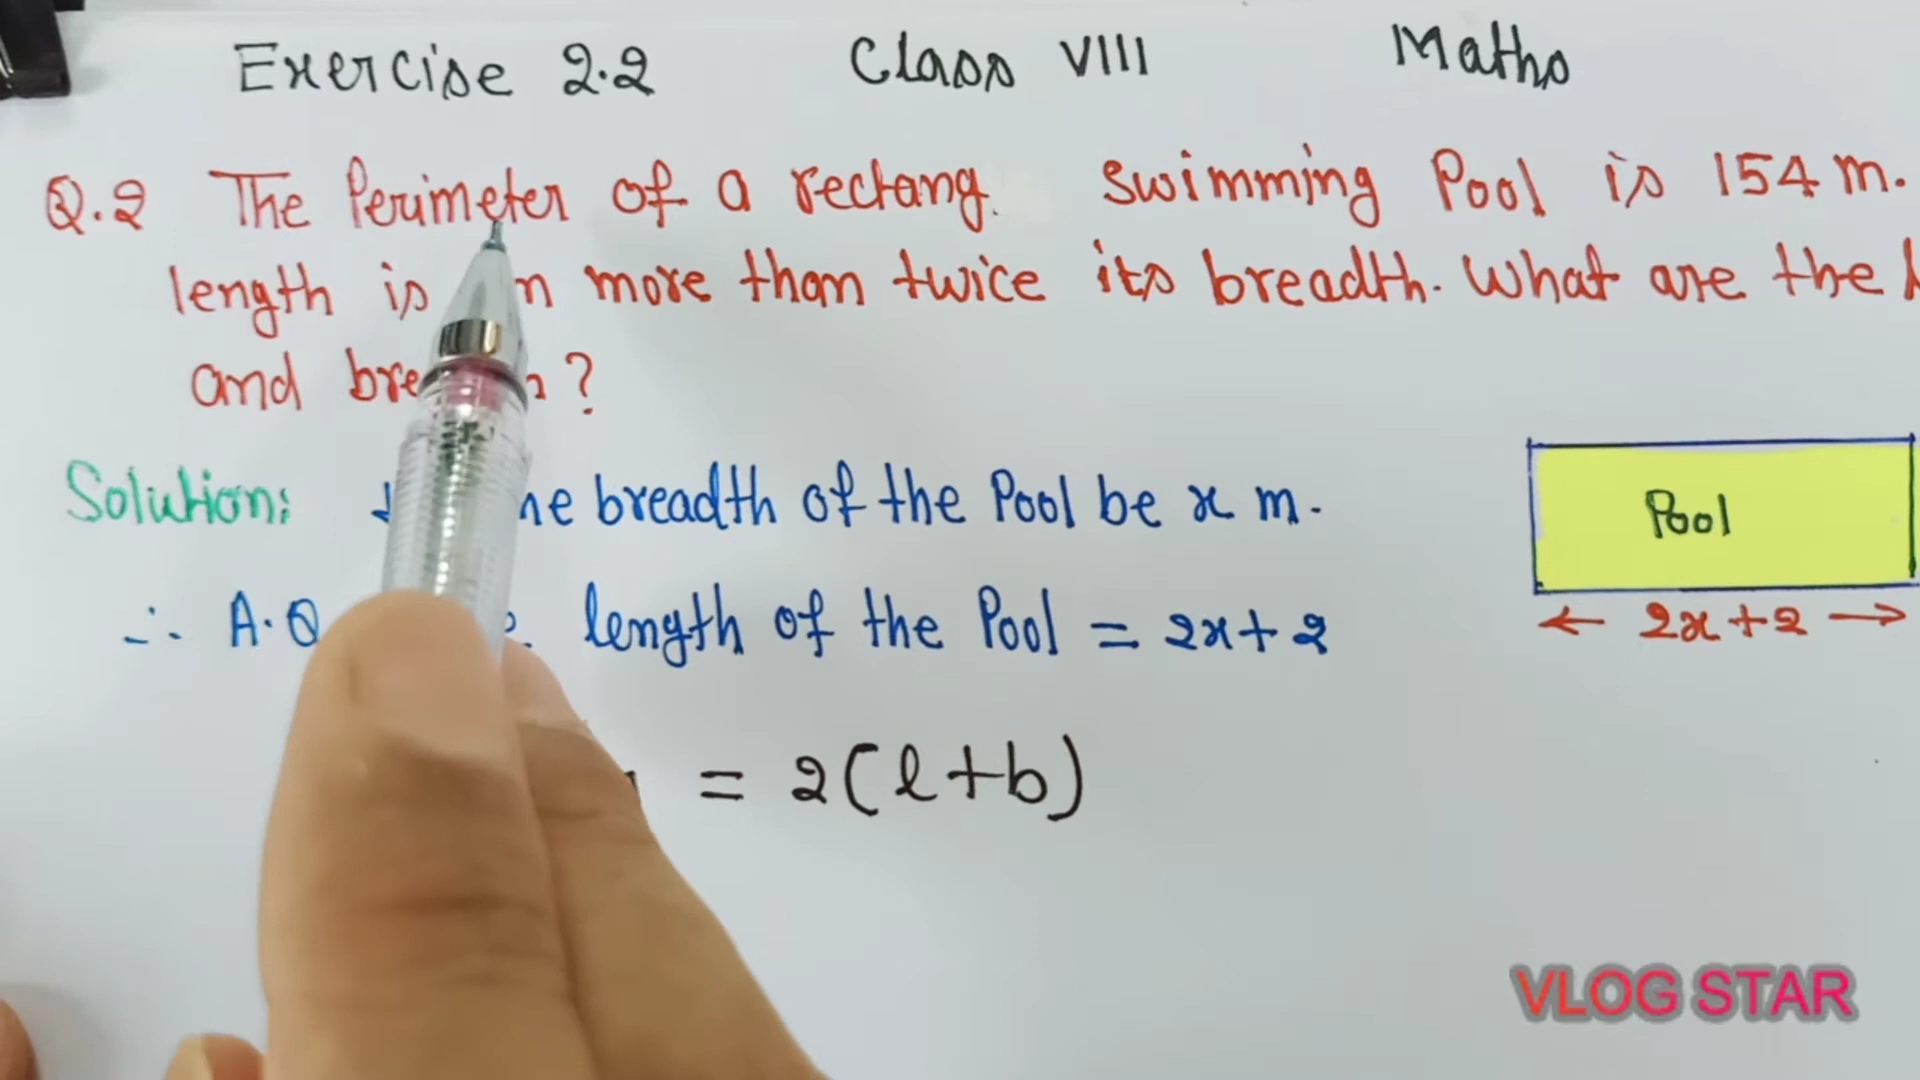 Exercise 2.2 Class VIII Maths
Q.2 The Perimeter of a rectang. swimming Pool is 154 m.
length is more than twice its breadth. What are the
and ?
Solution: breadth of the Pool be x m.
∴ length of the Pool = 2x+2
= 2(l+b)
Pool
← 2x+2 →
VLOG STAR